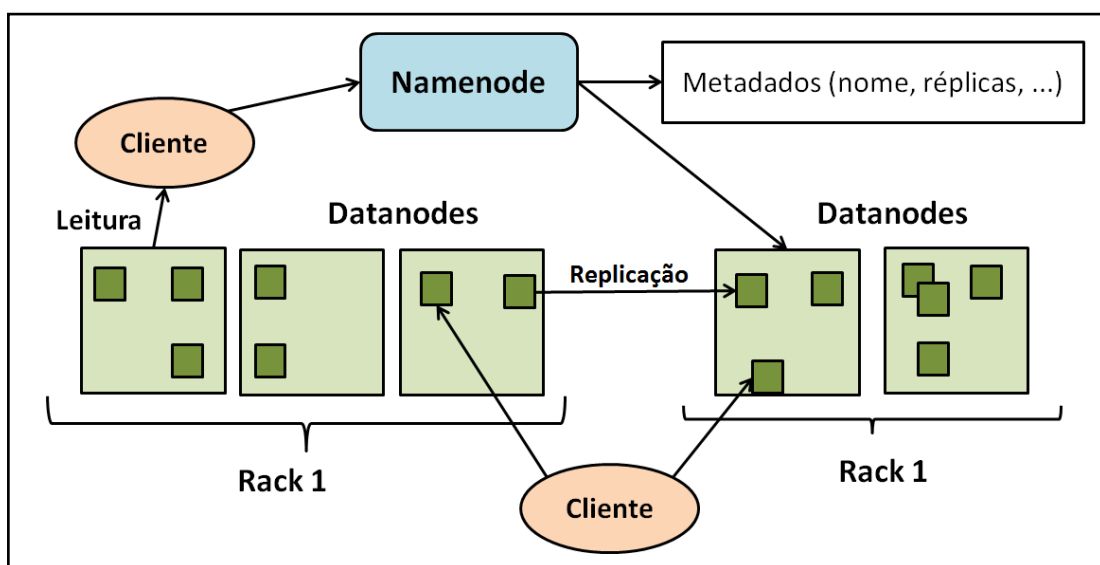 Namenode
Metadados (nome, réplicas, ...)
Cliente
Leitura
Datanodes
Datanodes
Replicação
Rack 1
Rack 1
Cliente